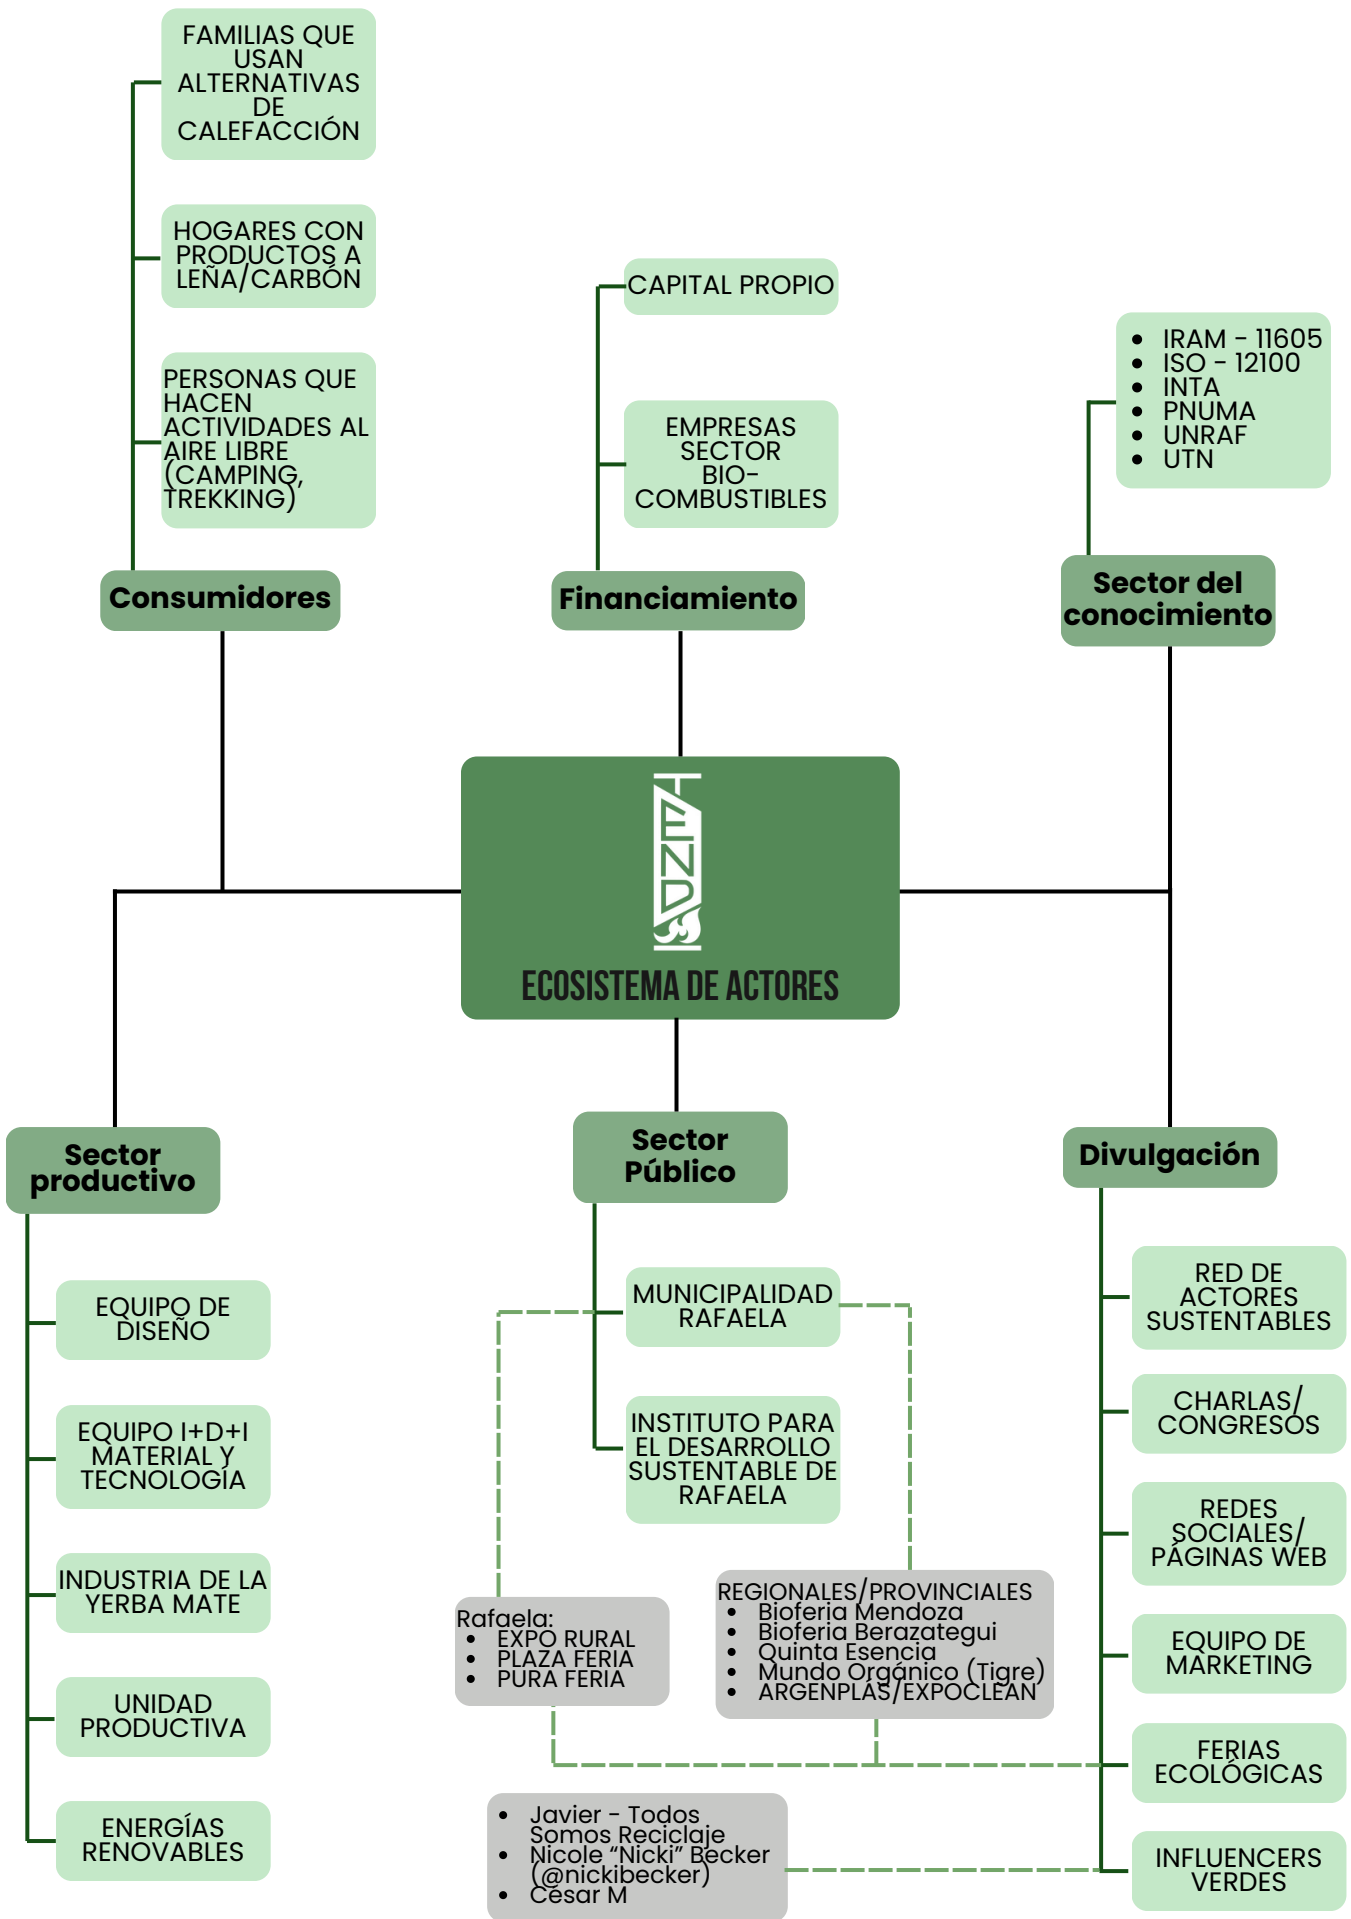 FAMILIAS QUE
USAN
ALTERNATIVAS
DE
CALEFACCIÓN
HOGARES CON
PRODUCTOS A
LEÑA/CARBÓN
PERSONAS QUE
HACEN
ACTIVIDADES AL
AIRE LIBRE
(CAMPING,
TREKKING)
Consumidores
CAPITAL PROPIO
EMPRESAS
SECTOR
BIO-
COMBUSTIBLES
Financiamiento
• IRAM - 11605
• ISO - 12100
• INTA
• PNUMA
• UNRAF
• UTN
Sector del
conocimiento
TEND
ECOSISTEMA DE ACTORES
Sector
productivo
EQUIPO DE
DISEÑO
EQUIPO I+D+I
MATERIAL Y
TECNOLOGÍA
INDUSTRIA DE LA
YERBA MATE
UNIDAD
PRODUCTIVA
ENERGÍAS
RENOVABLES
Sector
Público
MUNICIPALIDAD
RAFAELA
INSTITUTO PARA
EL DESARROLLO
SUSTENTABLE DE
RAFAELA
Rafaela:
• EXPO RURAL
• PLAZA FERIA
• PURA FERIA
REGIONALES/PROVINCIALES
• Bioferia Mendoza
• Bioferia Berazategui
• Quinta Esencia
• Mundo Orgánico (Tigre)
• ARGENPLÁS/EXPOCLEAN
• Javier - Todos
Somos Reciclaje
• Nicole “Nicki” Becker
(@nickibecker)
• César M
Divulgación
RED DE
ACTORES
SUSTENTABLES
CHARLAS/
CONGRESOS
REDES
SOCIALES/
PÁGINAS WEB
EQUIPO DE
MARKETING
FERIAS
ECOLÓGICAS
INFLUENCERS
VERDES